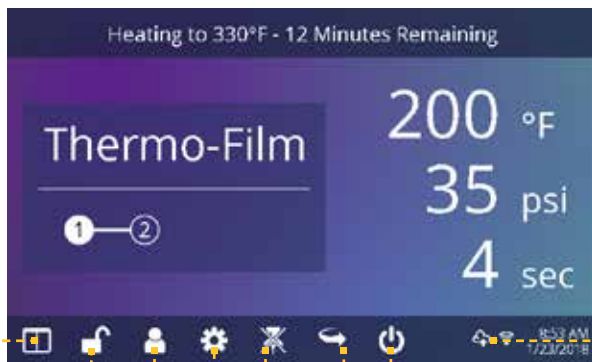 Heating to 330°F - 12 Minutes Remaining
Thermo-Film
1 2
200 °F
35 psi
4 sec
8:53 AM
1/23/2018